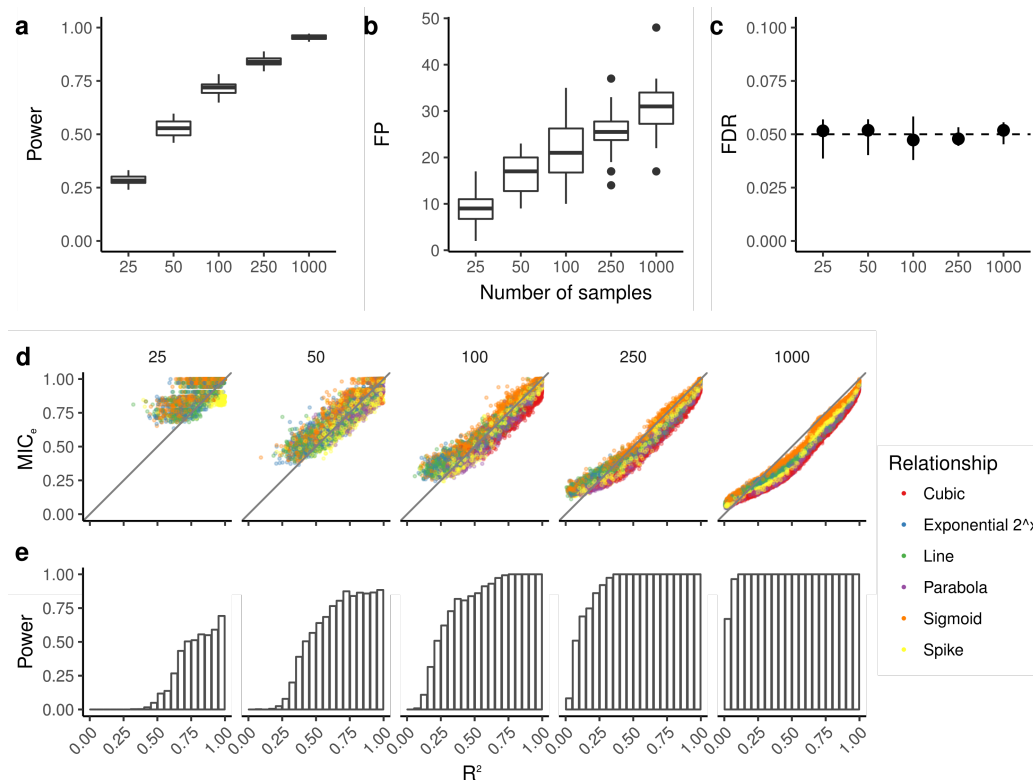 a
Power
1.00
0.75
0.50
0.25
0.00
25 50 100 250 1000
b
FP
50
40
30
20
10
0
25 50 100 250 1000
Number of samples
c
FDR
0.100
0.075
0.050
0.025
0.000
25 50 100 250 1000
d
25 50 100 250 1000
MICe
1.00
0.75
0.50
0.25
0.00
e
Power
1.00
0.75
0.50
0.25
0.00
0.00 0.25 0.50 0.75 1.00
0.00 0.25 0.50 0.75 1.00
0.00 0.25 0.50 0.75 1.00
0.00 0.25 0.50 0.75 1.00
0.00 0.25 0.50 0.75 1.00
R²
Relationship
Cubic
Exponential 2^x
Line
Parabola
Sigmoid
Spike